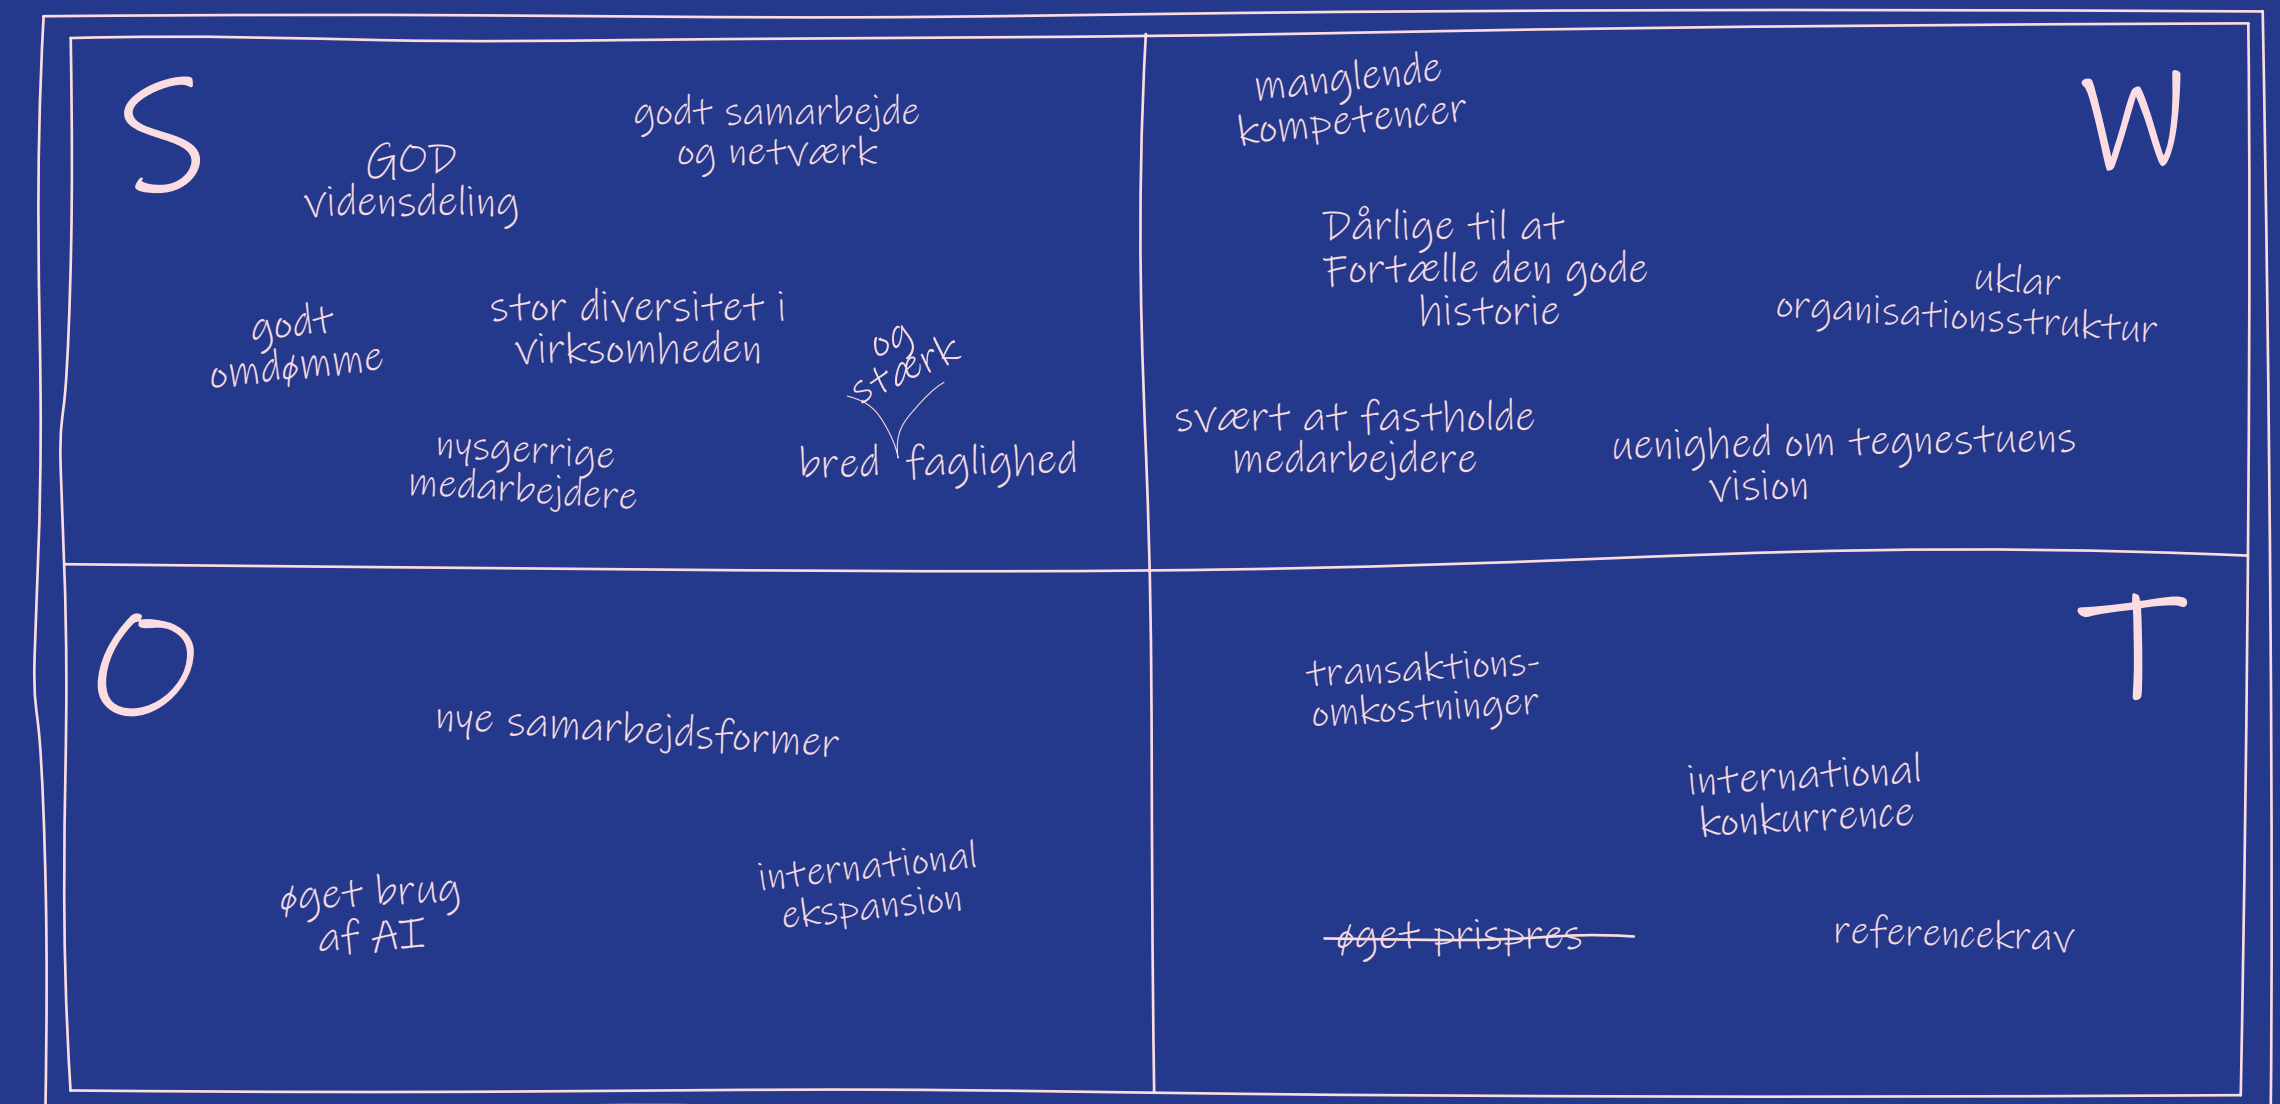 S
GOD
vidensdeling
godt samarbejde
og netværk
godt
omdømme
stor diversitet i
virksomheden
nysgerrige
medarbejdere
og
stærk
bred faglighed
W
manglende
kompetencer
Dårlige til at
Fortælle den gode
historie
uklar
organisationsstruktur
svært at fastholde
medarbejdere
uenighed om tegnestuens
vision
O
nye samarbejdsformer
øget brug
af AI
international
ekspansion
T
transaktions-
omkostninger
international
konkurrence
øget prispres
referencekrav